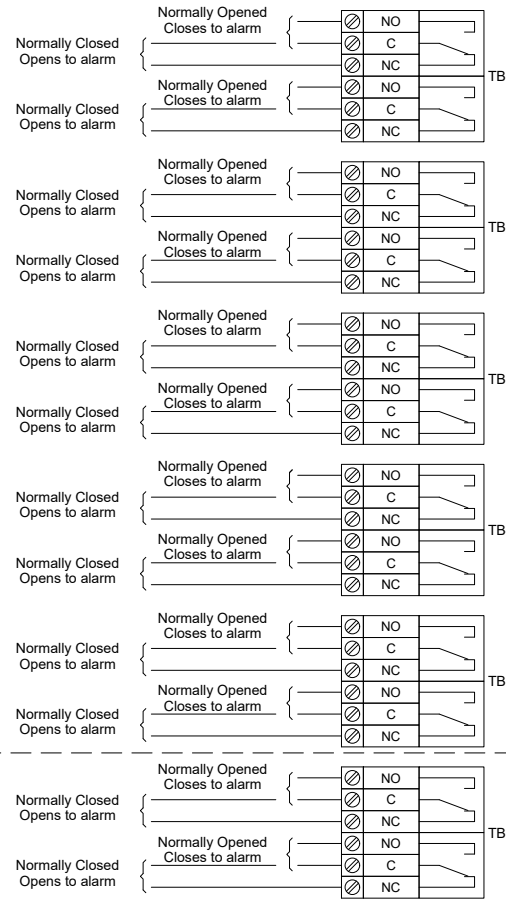 Normally Opened
Closes to alarm
NO
Normally Closed
Opens to alarm
C
NC
TB
Normally Opened
Closes to alarm
NO
Normally Closed
Opens to alarm
C
NC
Normally Opened
Closes to alarm
NO
Normally Closed
Opens to alarm
C
NC
TB
Normally Opened
Closes to alarm
NO
Normally Closed
Opens to alarm
C
NC
Normally Opened
Closes to alarm
NO
Normally Closed
Opens to alarm
C
NC
TB
Normally Opened
Closes to alarm
NO
Normally Closed
Opens to alarm
C
NC
Normally Opened
Closes to alarm
NO
Normally Closed
Opens to alarm
C
NC
TB
Normally Opened
Closes to alarm
NO
Normally Closed
Opens to alarm
C
NC
Normally Opened
Closes to alarm
NO
Normally Closed
Opens to alarm
C
NC
TB
Normally Opened
Closes to alarm
NO
Normally Closed
Opens to alarm
C
NC
Normally Opened
Closes to alarm
NO
Normally Closed
Opens to alarm
C
NC
TB
Normally Opened
Closes to alarm
NO
Normally Closed
Opens to alarm
C
NC